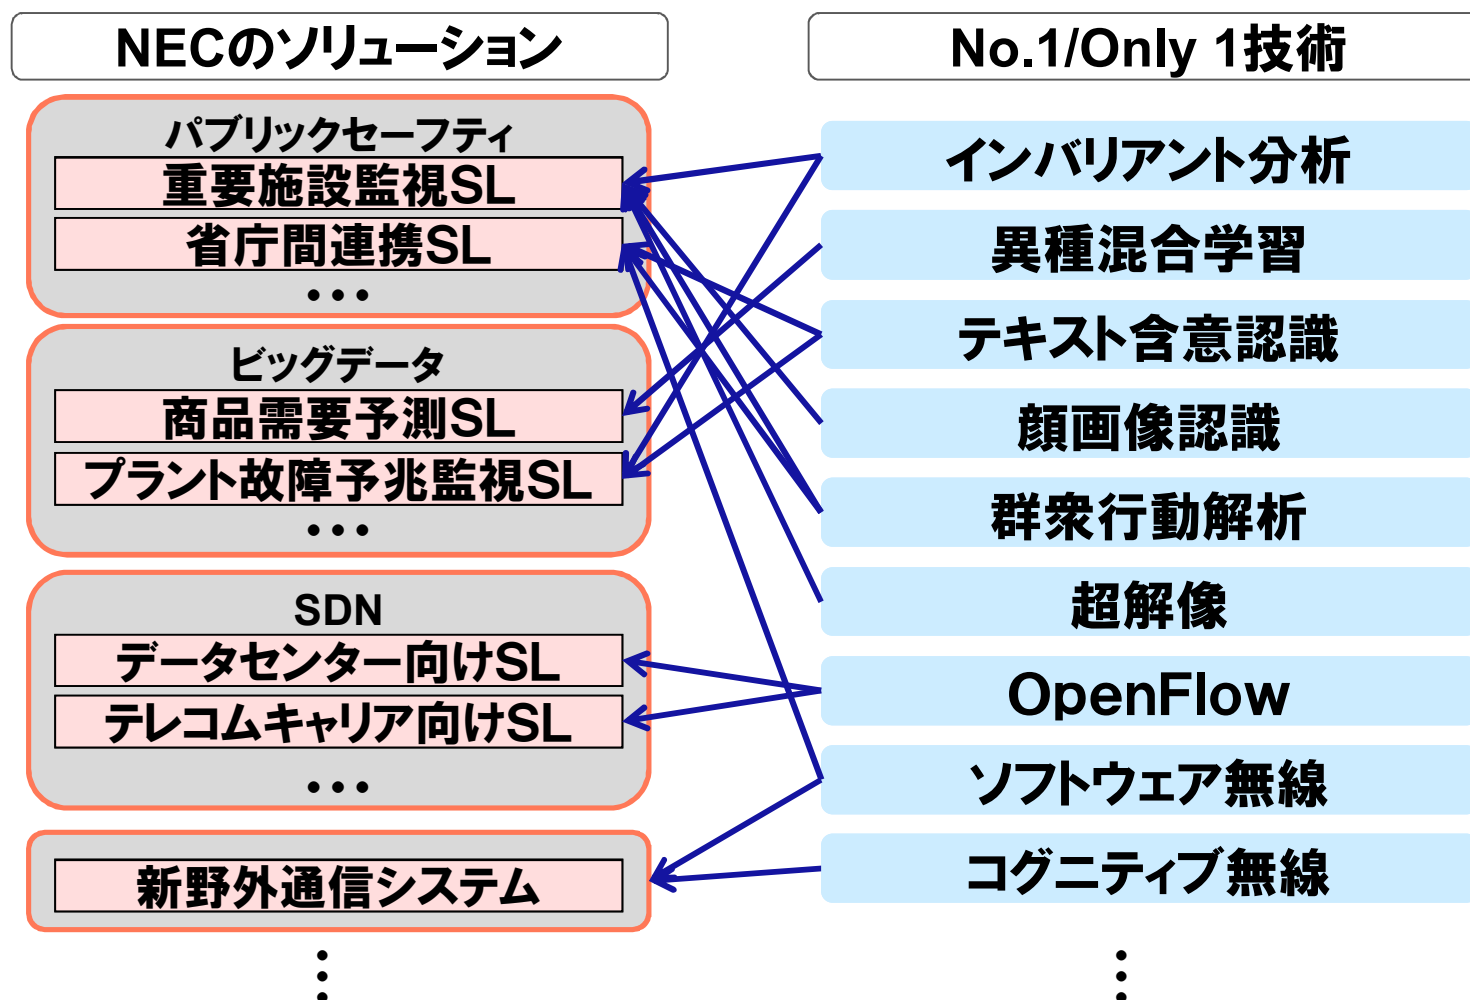 NECのソリューション
パブリックセーフティ
重要施設監視SL
省庁間連携SL
・・・
ビッグデータ
商品需要予測SL
プラント故障予兆監視SL
・・・
SDN
データセンター向けSL
テレコムキャリア向けSL
・・・
新野外通信システム
No.1/Only 1技術
インバリアント分析
異種混合学習
テキスト含意認識
顔画像認識
群衆行動解析
超解像
OpenFlow
ソフトウェア無線
コグニティブ無線